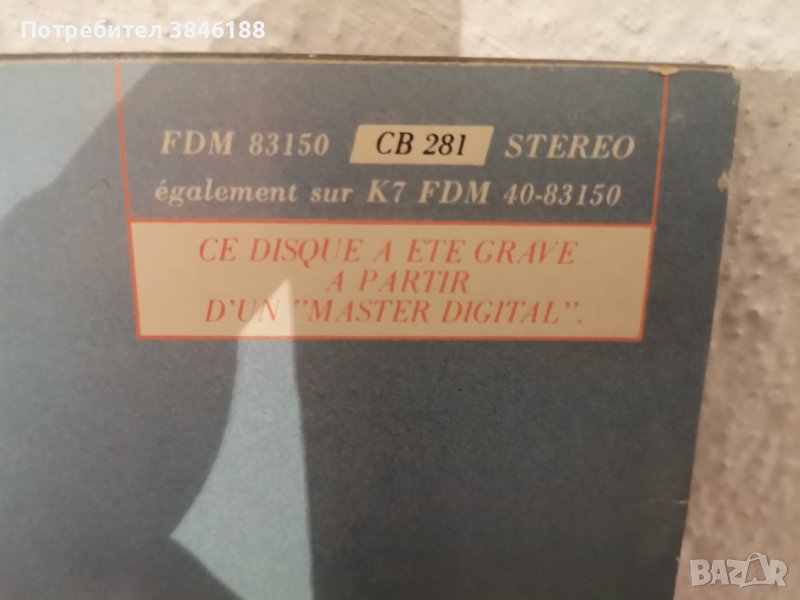 Потребител 3846188
FDM 83150 CB 281 STEREO
également sur K7 FDM 40-83150
CE DISQUE A ETE GRAVE
A PARTIR
D'UN "MASTER DIGITAL".
BAZAR